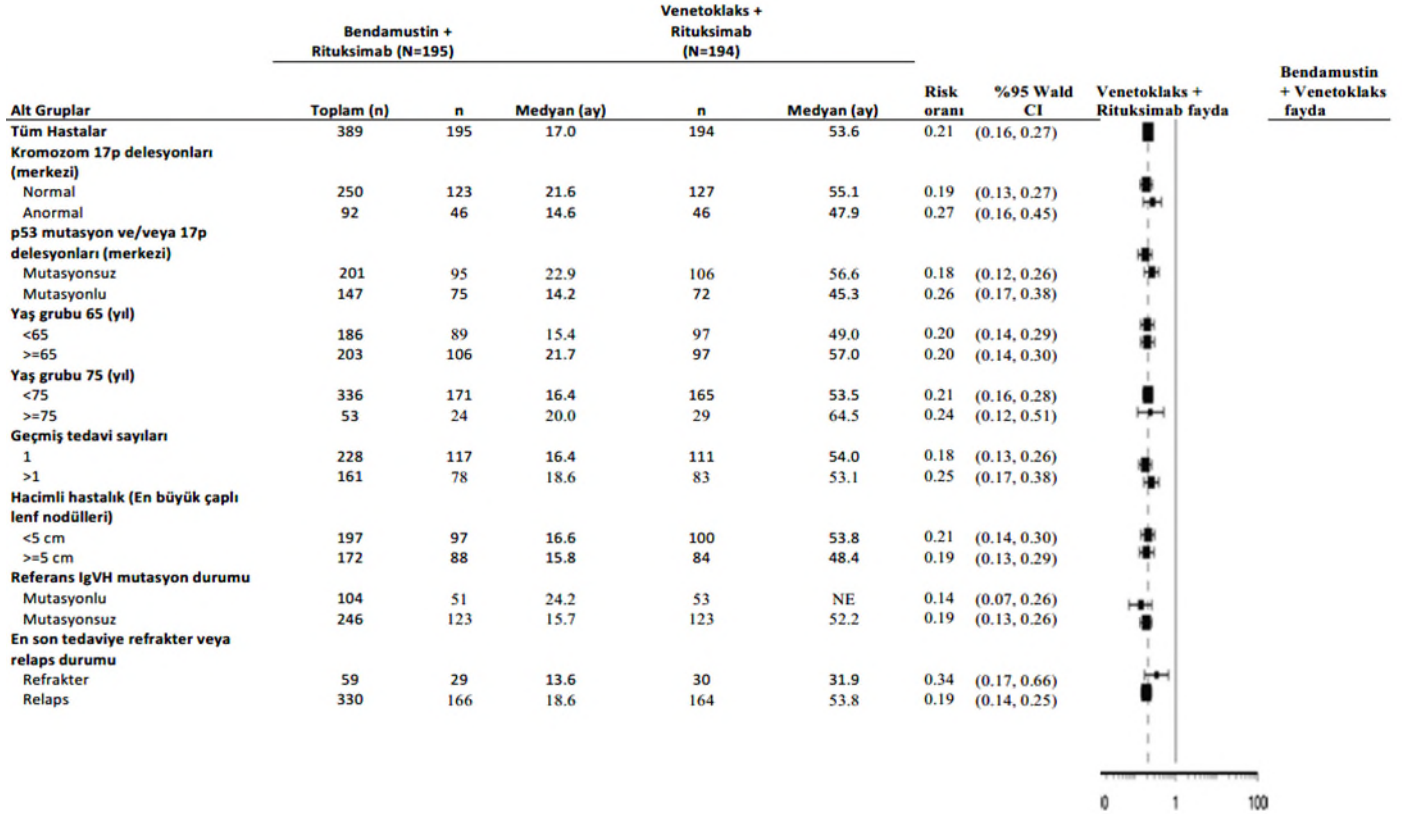 Bendamustin + Rituksimab (N=195) Venetoklaks + Rituksimab (N=194)
Alt Gruplar Toplam (n) n Medyan (ay) n Medyan (ay) Risk oranı %95 Wald CI Venetoklaks + Rituksimab fayda Bendamustin + Venetoklaks fayda
Tüm Hastalar 389 195 17.0 194 53.6 0.21 (0.16, 0.27)
Kromozom 17p delesyonları
(merkezi)
Normal 250 123 21.6 127 55.1 0.19 (0.13, 0.27)
Anormal 92 46 14.6 46 47.9 0.27 (0.16, 0.45)
p53 mutasyon ve/veya 17p
delesyonları (merkezi)
Mutasyonsuz 201 95 22.9 106 56.6 0.18 (0.12, 0.26)
Mutasyonlu 147 75 14.2 72 45.3 0.26 (0.17, 0.38)
Yaş grubu 65 (yıl)
<65 186 89 15.4 97 49.0 0.20 (0.14, 0.29)
>=65 203 106 21.7 97 57.0 0.20 (0.14, 0.30)
Yaş grubu 75 (yıl)
<75 336 171 16.4 165 53.5 0.21 (0.16, 0.28)
>=75 53 24 20.0 29 64.5 0.24 (0.12, 0.51)
Geçmiş tedavi sayıları
1 228 117 16.4 111 54.0 0.18 (0.13, 0.26)
>1 161 78 18.6 83 53.1 0.25 (0.17, 0.38)
Hacimli hastalık (En büyük çaplı
lenf nodülleri)
<5 cm 197 97 16.6 100 53.8 0.21 (0.14, 0.30)
>=5 cm 172 88 15.8 84 48.4 0.19 (0.13, 0.29)
Referans IgVH mutasyon durumu
Mutasyonlu 104 51 24.2 53 NE 0.14 (0.07, 0.26)
Mutasyonsuz 246 123 15.7 123 52.2 0.19 (0.13, 0.26)
En son tedaviye refrakter veya
relaps durumu
Refrakter 59 29 13.6 30 31.9 0.34 (0.17, 0.66)
Relaps 330 166 18.6 164 53.8 0.19 (0.14, 0.25)
0 1 100